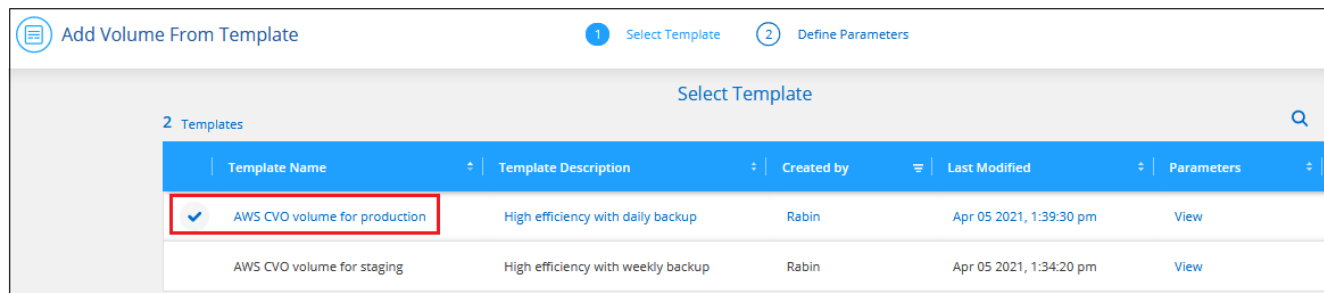 Add Volume From Template
1 Select Template 2 Define Parameters
Select Template
2 Templates
Template Name Template Description Created by Last Modified Parameters
AWS CVO volume for production High efficiency with daily backup Rabin Apr 05 2021, 1:39:30 pm View
AWS CVO volume for staging High efficiency with weekly backup Rabin Apr 05 2021, 1:34:20 pm View